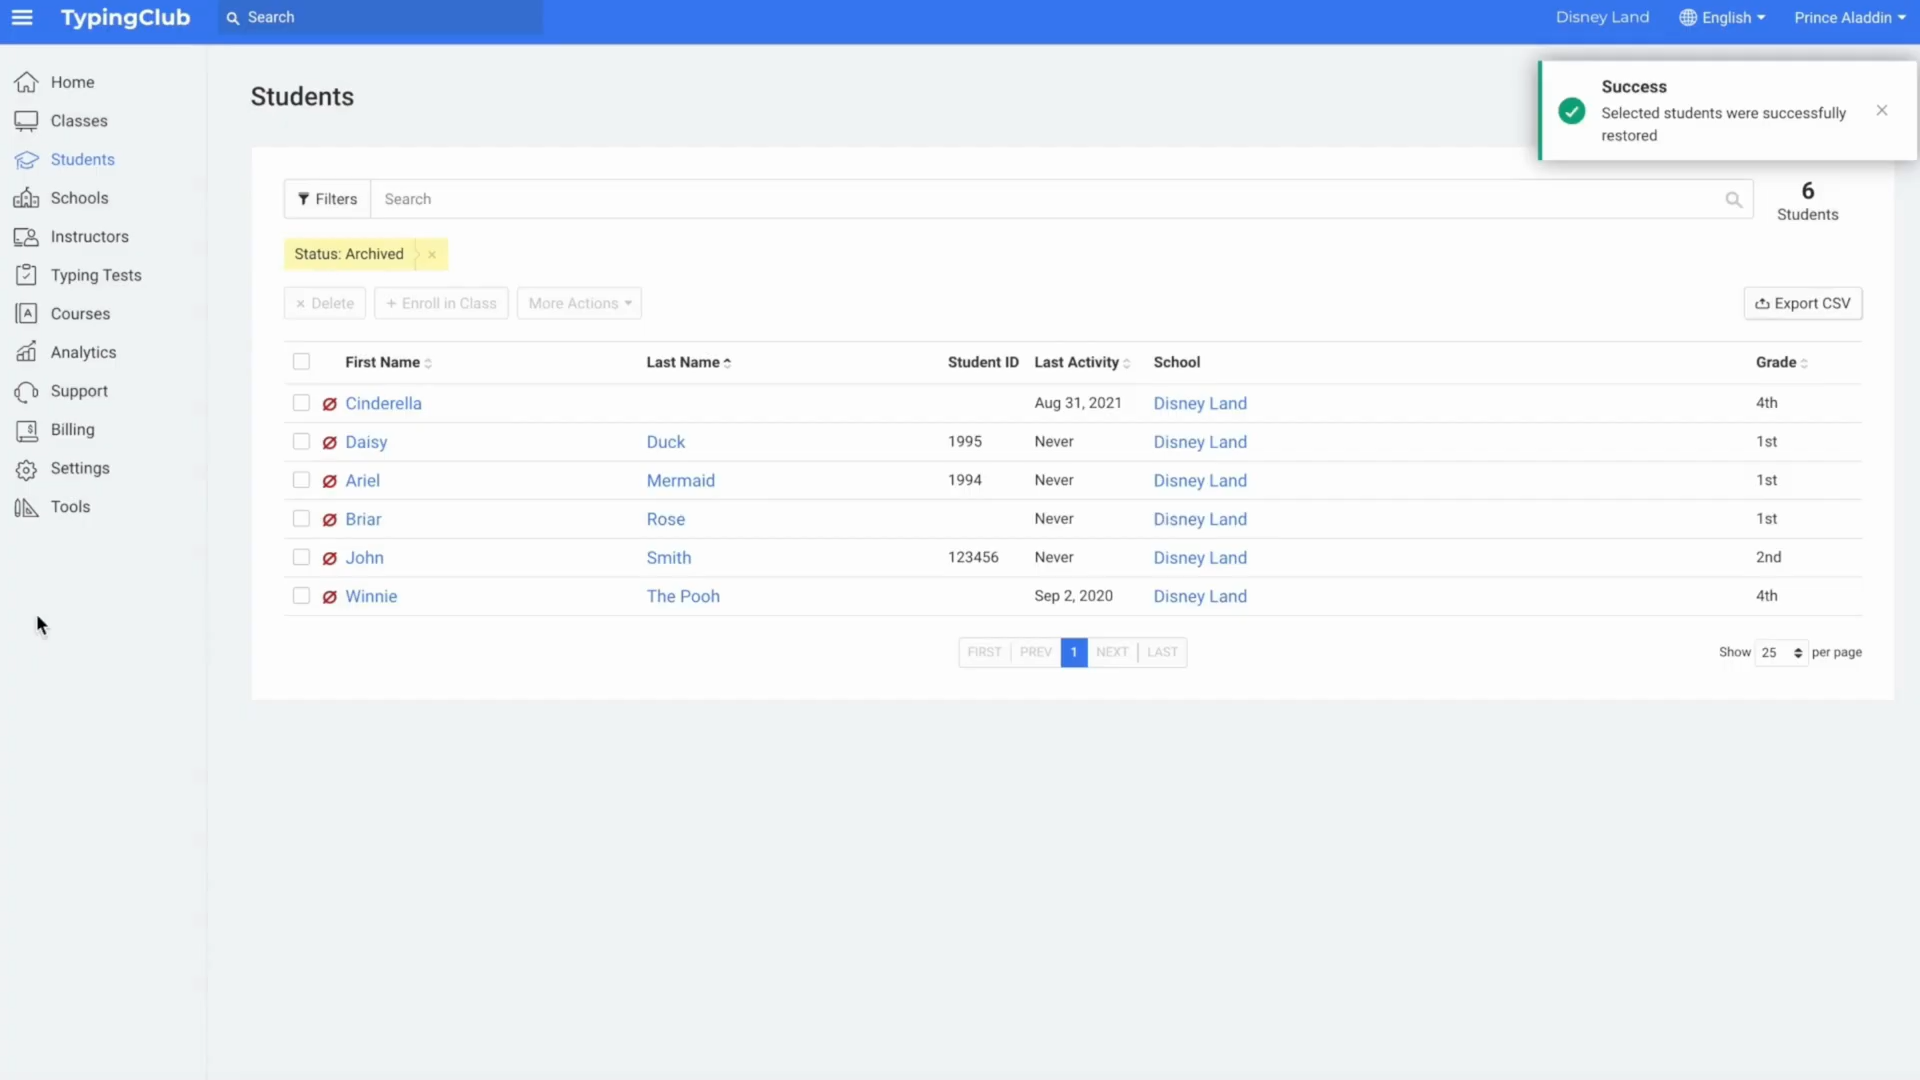 TypingClub
Search
Disney Land
English
Prince Aladdin
Home
Classes
Students
Schools
Instructors
Typing Tests
Courses
Analytics
Support
Billing
Settings
Tools
Students
Success
Selected students were successfully
restored
Filters
Search
6
Students
Status: Archived ×
× Delete
+ Enroll in Class
More Actions
Export CSV
First Name Last Name Student ID Last Activity School Grade
Cinderella Aug 31, 2021 Disney Land 4th
Daisy Duck 1995 Never Disney Land 1st
Ariel Mermaid 1994 Never Disney Land 1st
Briar Rose Never Disney Land 1st
John Smith 123456 Never Disney Land 2nd
Winnie The Pooh Sep 2, 2020 Disney Land 4th
FIRST PREV 1 NEXT LAST
Show 25 per page